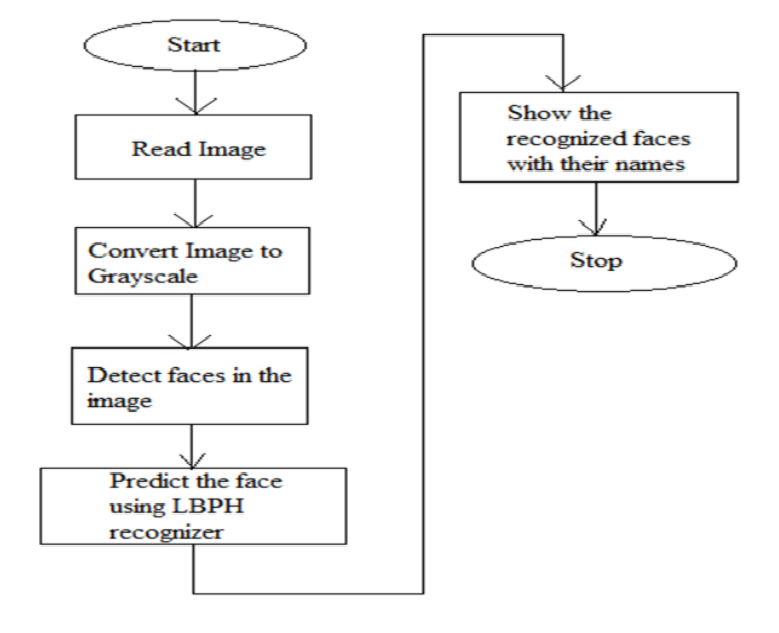 Start
Read Image
Convert Image to
Grayscale
Detect faces in the
image
Predict the face
using LBPH
recognizer
Show the
recognized faces
with their names
Stop